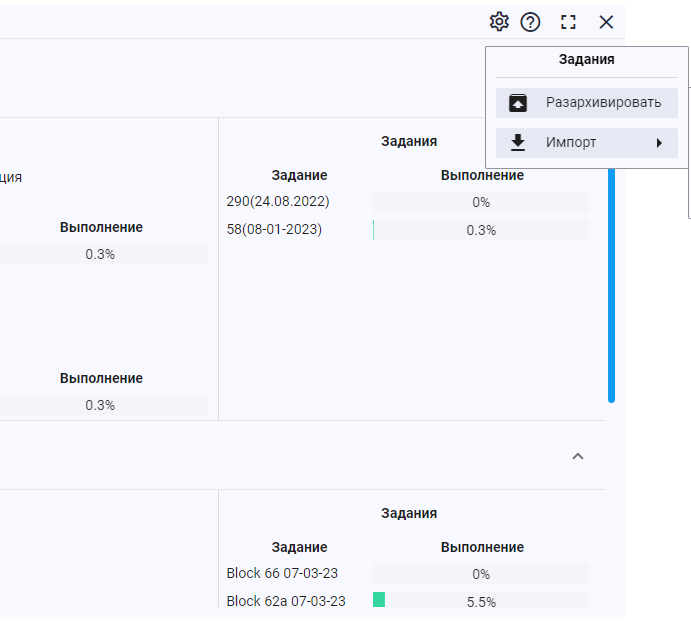 Задания
Разархивировать
Импорт
ция
Выполнение
0.3%
Выполнение
0.3%
Задания
Задание Выполнение
290(24.08.2022) 0%
58(08-01-2023) 0.3%
Задания
Задание Выполнение
Block 66 07-03-23 0%
Block 62a 07-03-23 5.5%